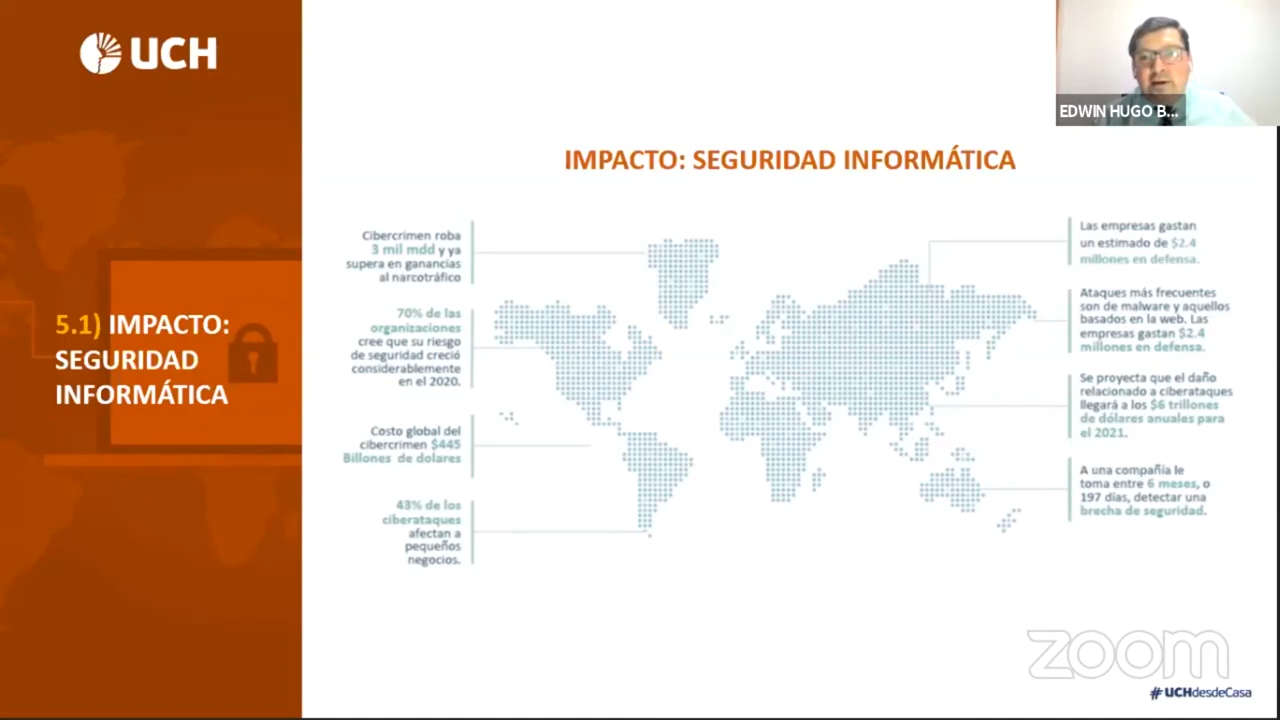 UCH
5.1) IMPACTO:
SEGURIDAD
INFORMÁTICA
EDWIN HUGO B...
IMPACTO: SEGURIDAD INFORMÁTICA
Cibercrimen roba
3 mil mdd y ya
supera en ganancias
al narcotráfico
70% de las
organizaciones
cree que su riesgo
de seguridad creció
considerablemente
en el 2020.
Costo global del
cibercrimen $445
Billones de dolares
43% de los
ciberataques
afectan a
pequeños
negocios.
Las empresas gastan
un estimado de $2.4
millones en defensa.
Ataques más frecuentes
son de malware y aquellos
basados en la web. Las
empresas gastan $2.4
millones en defensa.
Se proyecta que el daño
relacionado a ciberataques
llegará a los $6 trillones
de dólares anuales para
el 2021.
A una compañía le
toma entre 6 meses, o
197 días, detectar una
brecha de seguridad.
zoom
#UCHdesdeCasa